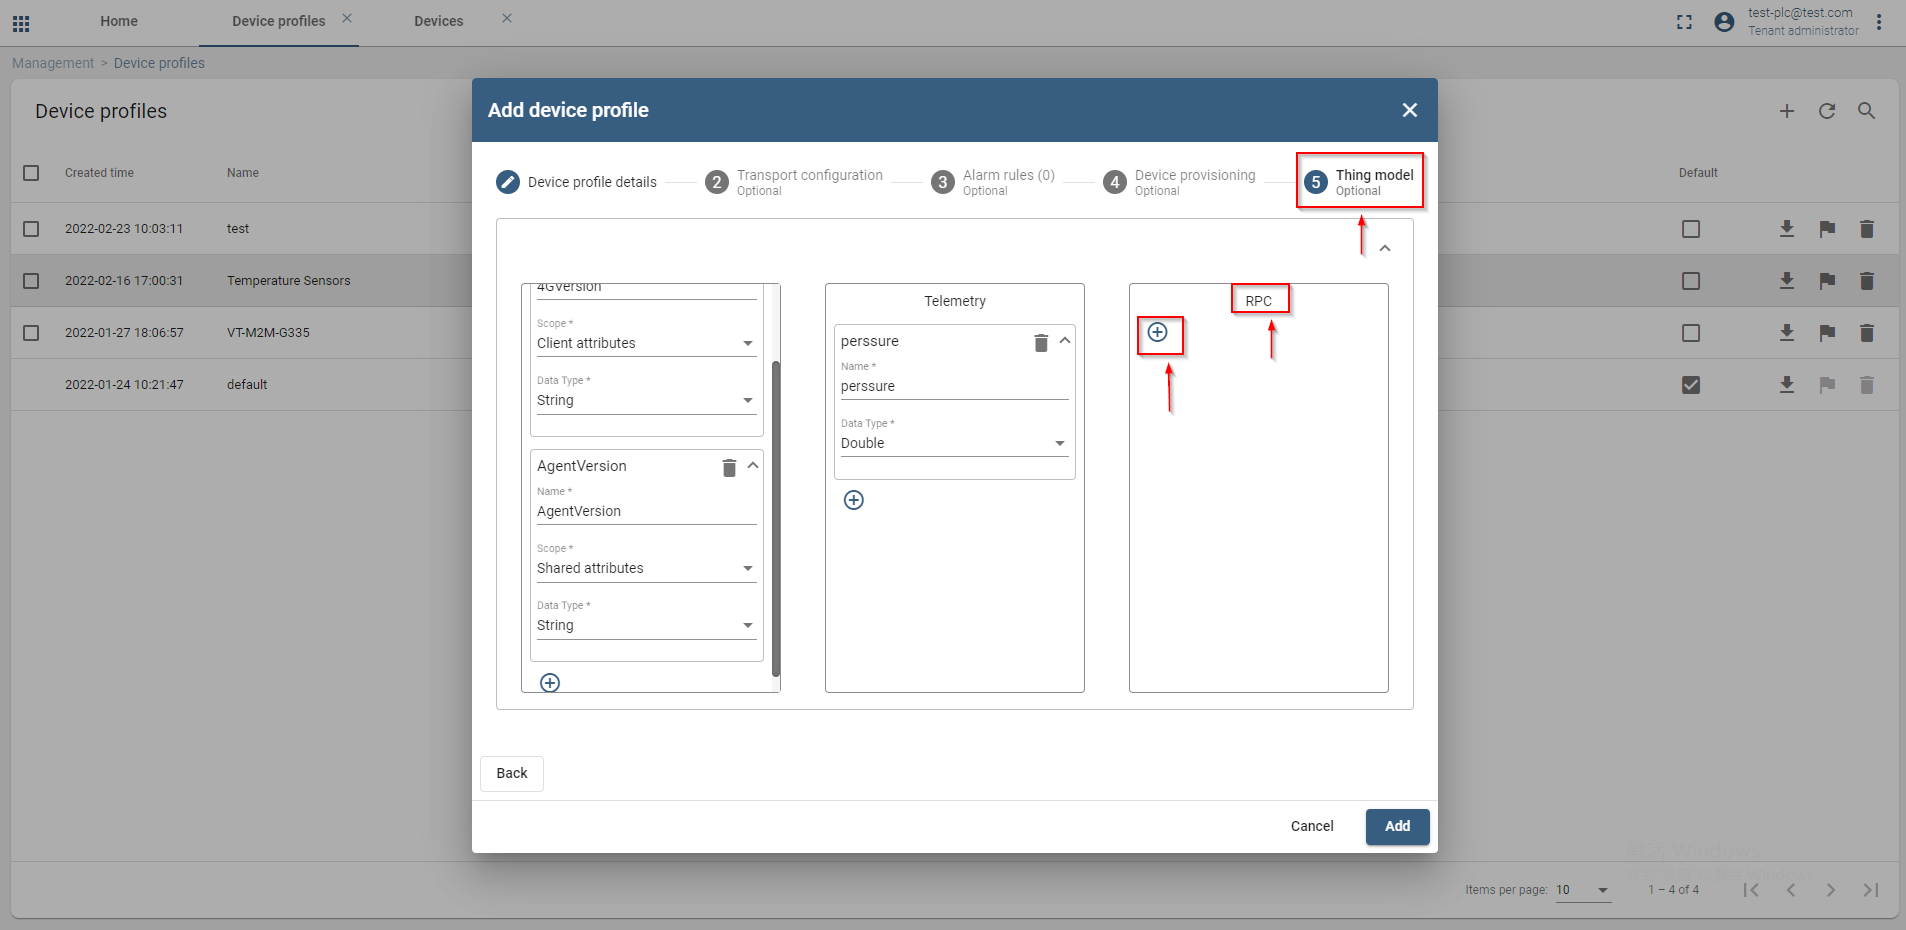 Home
Device profiles
Devices
test-plc@test.com
Tenant administrator
Management > Device profiles
Device profiles
Created time
Name
Default
2022-02-23 10:03:11
test
2022-02-16 17:00:31
Temperature Sensors
2022-01-27 18:06:57
VT-M2M-G335
2022-01-24 10:21:47
default
Add device profile
Device profile details
2
Transport configuration
Optional
3
Alarm rules (0)
Optional
4
Device provisioning
Optional
5
Thing model
Optional
4GVersion
Scope *
Client attributes
Data Type *
String
AgentVersion
Name *
AgentVersion
Scope *
Shared attributes
Data Type *
String
Telemetry
perssure
Name *
perssure
Data Type *
Double
RPC
Back
Cancel
Add
Windows
Windows
Items per page: 10
1 – 4 of 4